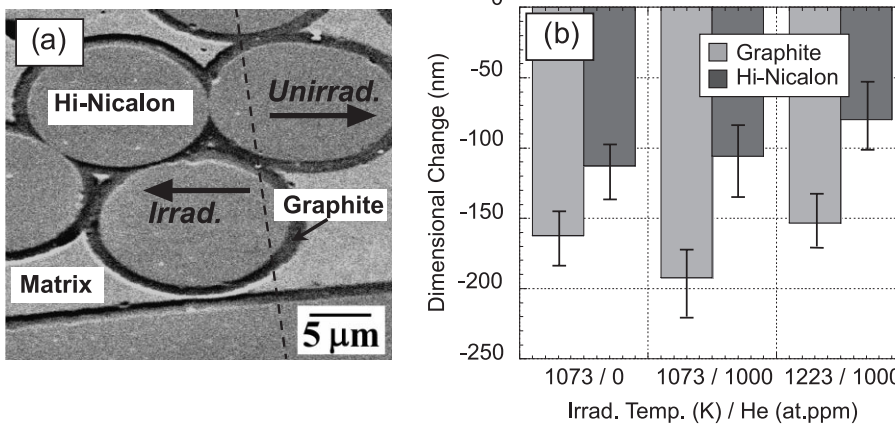 (a)
Hi-Nicalon
Unirrad.
Irrad.
Graphite
Matrix
5 μm
(b)
Graphite
Hi-Nicalon
Dimensional Change (nm)
0
-50
-100
-150
-200
-250
1073 / 0
1073 / 1000
1223 / 1000
Irrad. Temp. (K) / He (at.ppm)